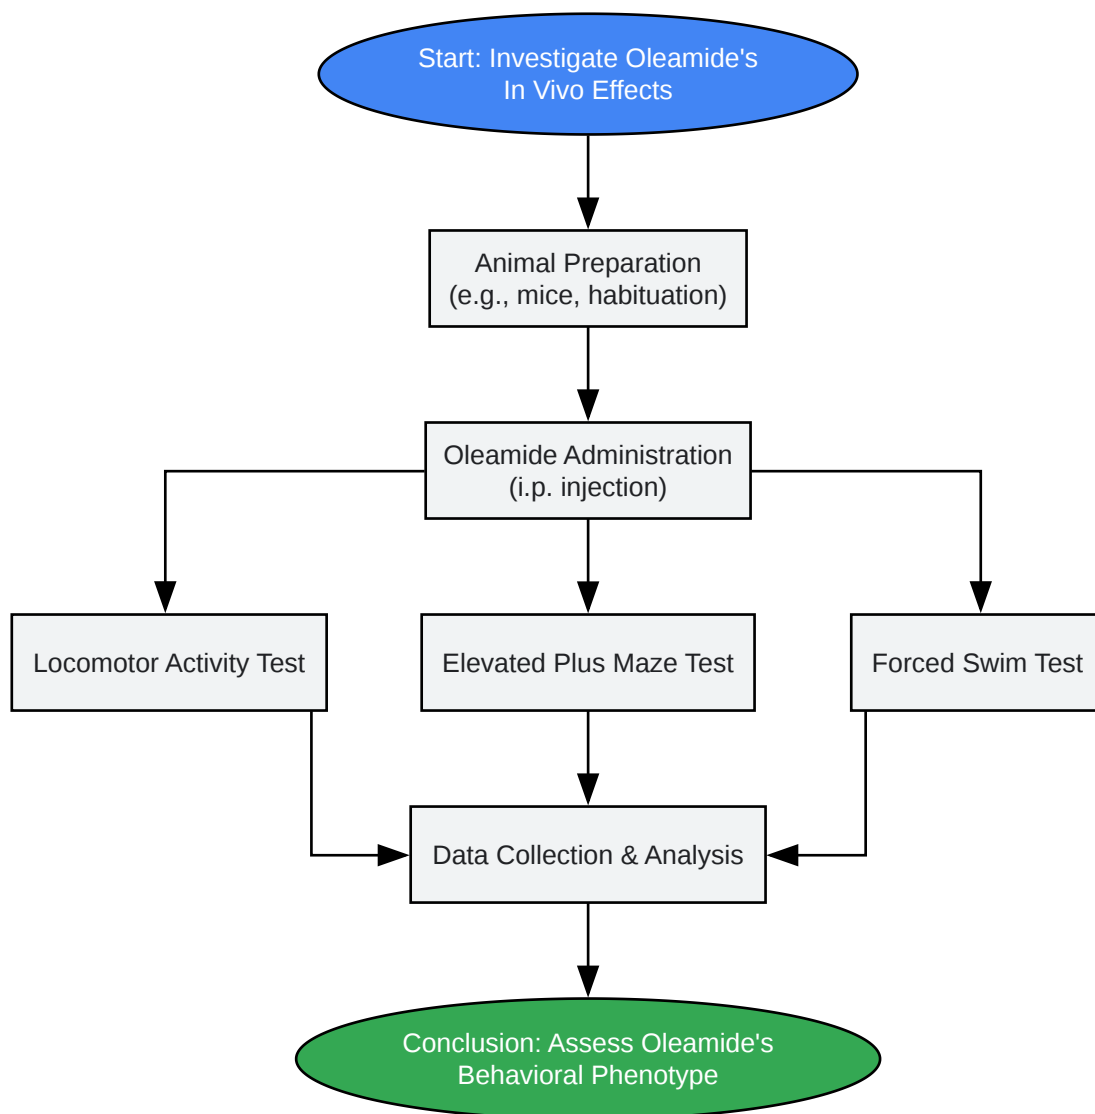 Start: Investigate Oleamide's
In Vivo Effects
Animal Preparation
(e.g., mice, habituation)
Oleamide Administration
(i.p. injection)
Locomotor Activity Test
Elevated Plus Maze Test
Forced Swim Test
Data Collection & Analysis
Conclusion: Assess Oleamide's
Behavioral Phenotype